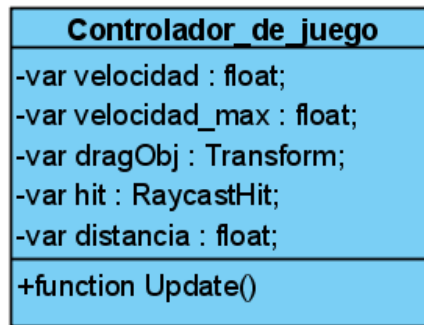 Controlador_de_juego
-var velocidad : float;
-var velocidad_max : float;
-var dragObj : Transform;
-var hit : RaycastHit;
-var distancia : float;
+function Update()